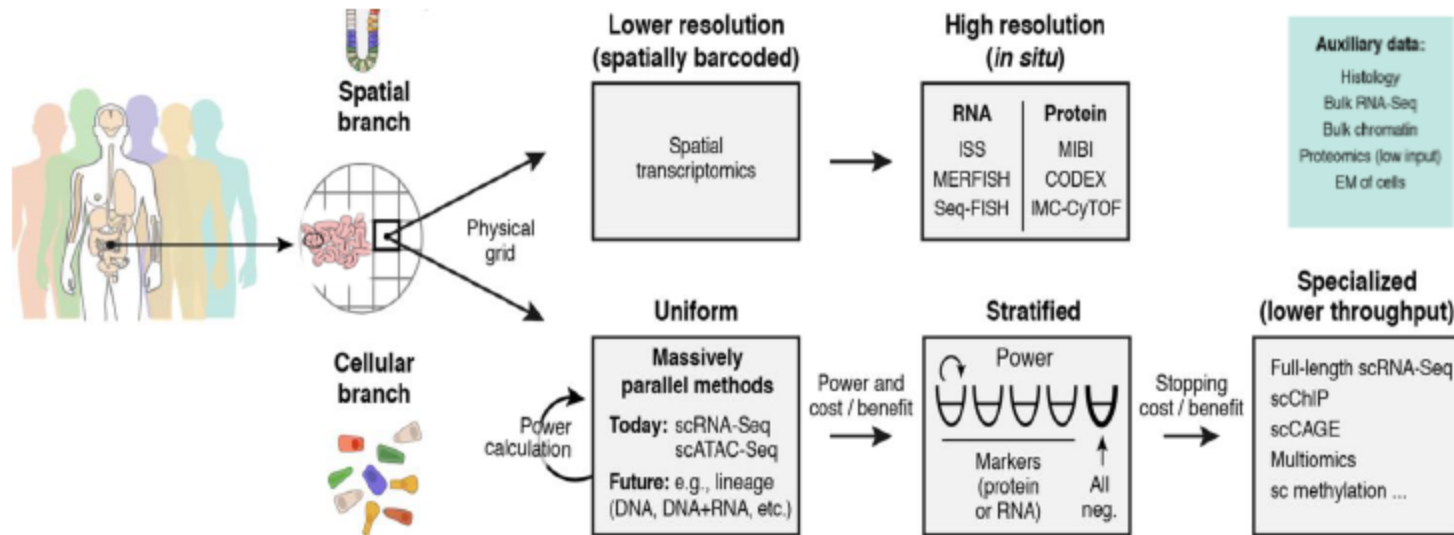 Spatial
branch
Physical
grid
Lower resolution
(spatially barcoded)
Spatial
transcriptomics
High resolution
(in situ)
RNA
ISS
MERFISH
Seq-FISH
Protein
MIBI
CODEX
IMC-CyTOF
Auxiliary data:
Histology
Bulk RNA-Seq
Bulk chromatin
Proteomics (low input)
EM of cells
Cellular
branch
Power
calculation
Uniform
Massively
parallel methods
Today: scRNA-Seq
scATAC-Seq
Future: e.g., lineage
(DNA, DNA+RNA, etc.)
Power and
cost / benefit
Stratified
Power
Markers
(protein
or RNA)
All
neg.
Stopping
cost / benefit
Specialized
(lower throughput)
Full-length scRNA-Seq
scChIP
scCAGE
Multiomics
sc methylation ...